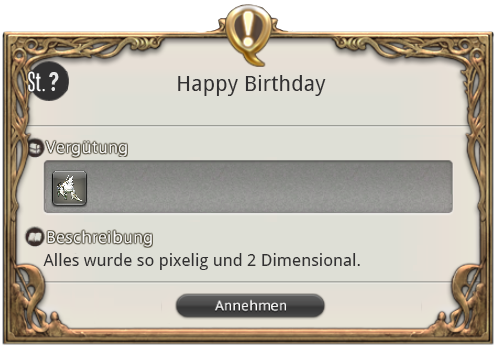 St. ?
Happy Birthday
Vergütung
Beschreibung
Alles wurde so pixelig und 2 Dimensional.
Annehmen